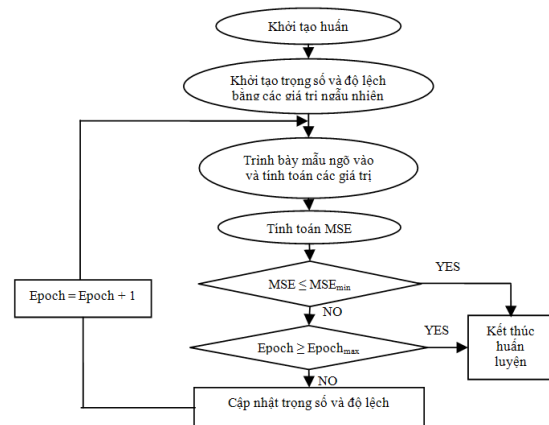 Khởi tạo huấn
Khởi tạo trọng số và độ lệch
bằng các giá trị ngẫu nhiên
Trình bày mẫu ngõ vào
và tính toán các giá trị
Tính toán MSE
YES
MSE ≤ MSEmin
Epoch = Epoch + 1
NO
YES
Epoch ≥ Epochmax
Kết thúc
huấn
luyện
NO
Cập nhật trọng số và độ lệch